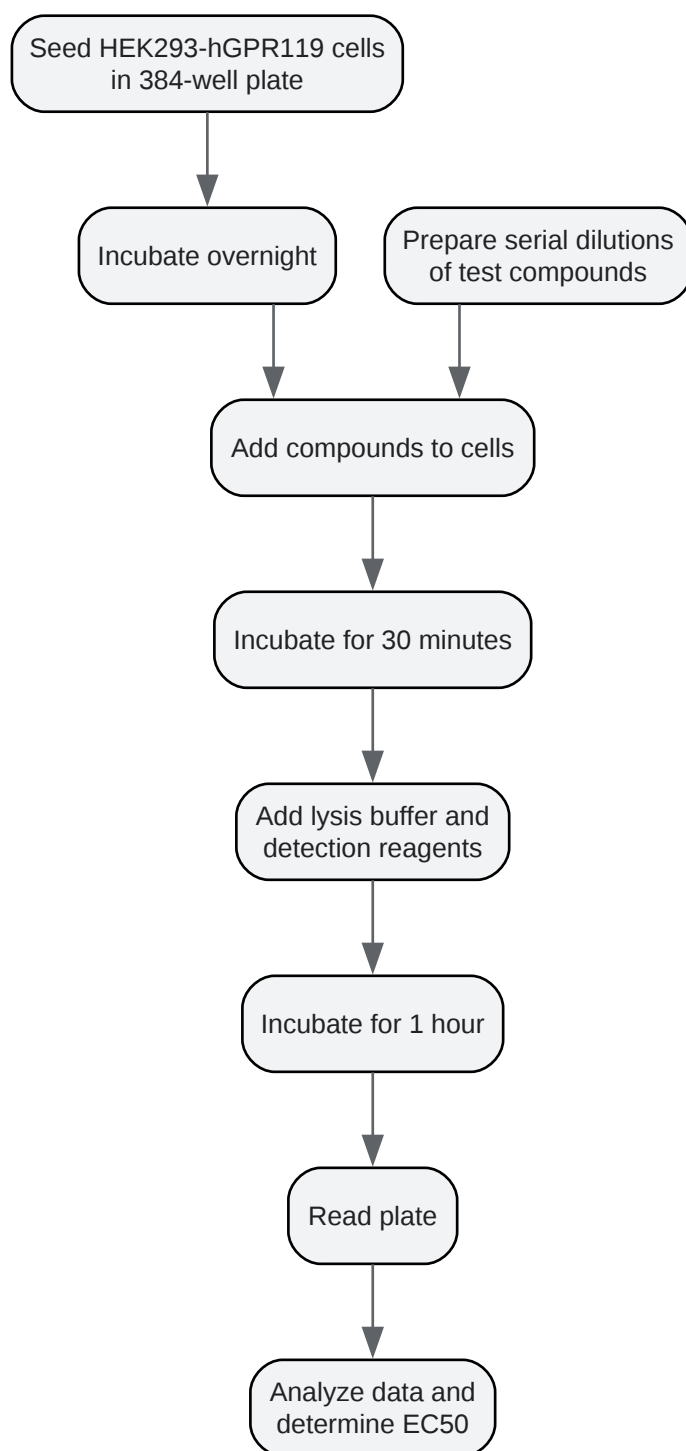 Seed HEK293-hGPR119 cells
in 384-well plate
Incubate overnight
Prepare serial dilutions
of test compounds
Add compounds to cells
Incubate for 30 minutes
Add lysis buffer and
detection reagents
Incubate for 1 hour
Read plate
Analyze data and
determine EC50